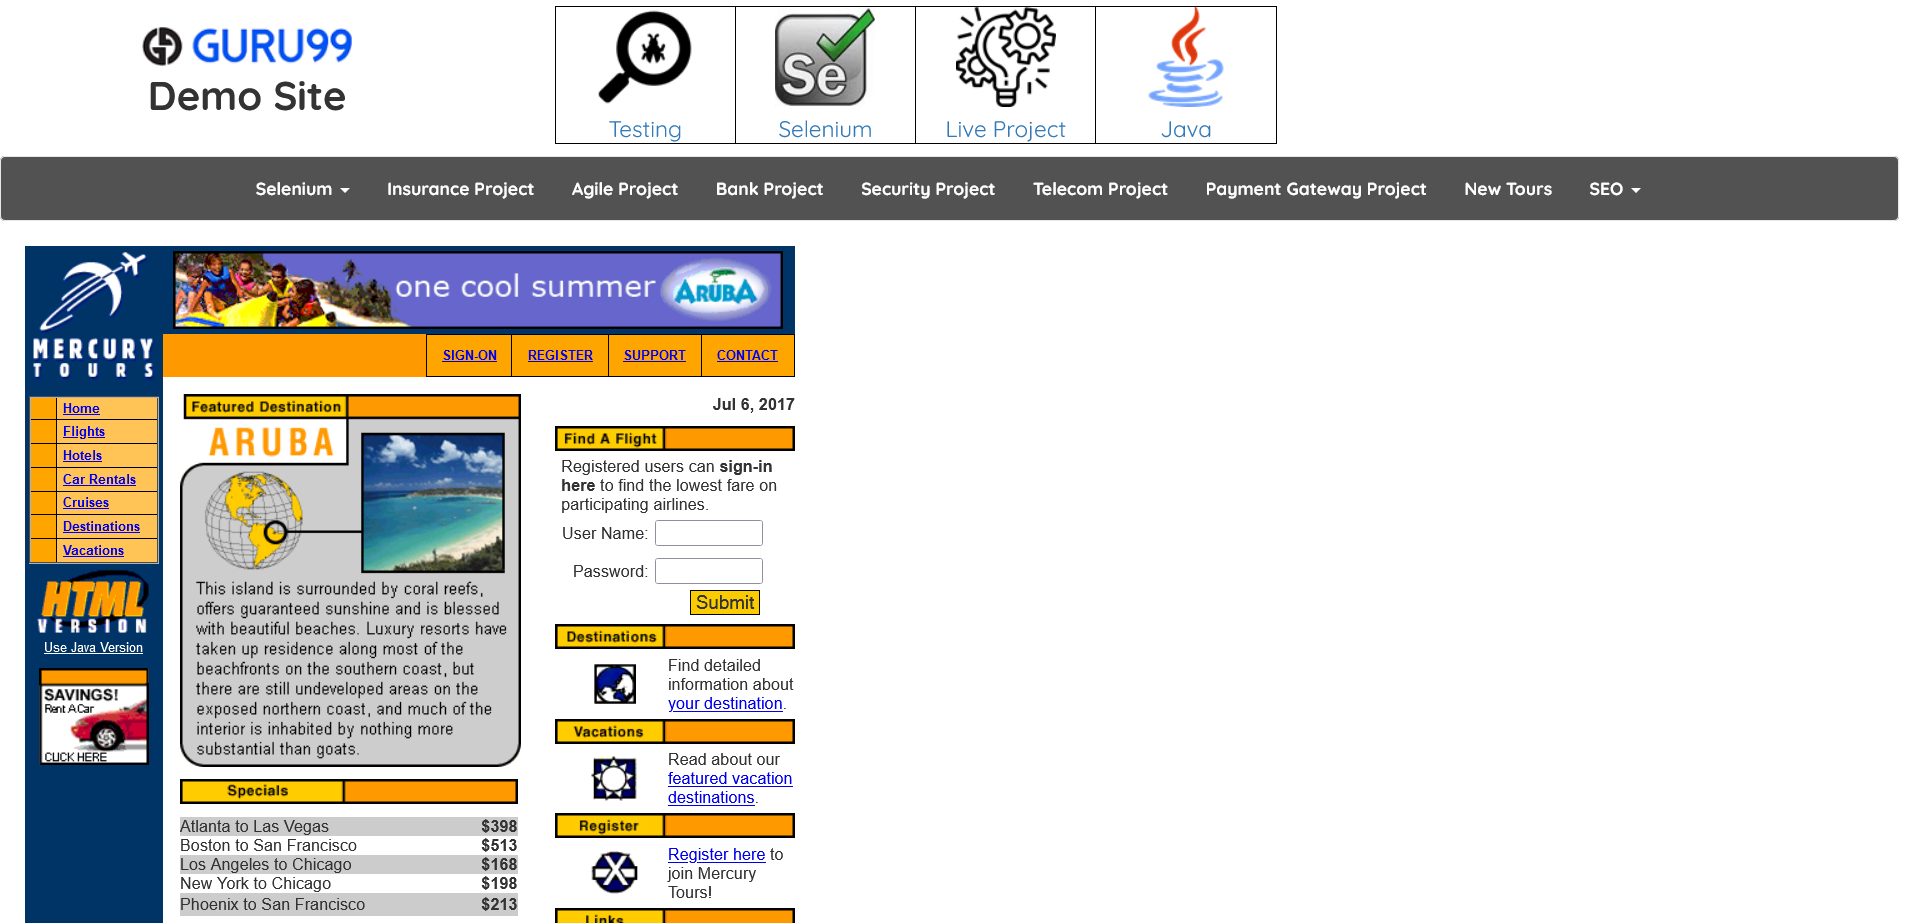 GURU99
Demo Site
Se
Testing
Selenium
Live Project
Java
Selenium
Insurance Project
Agile Project
Bank Project
Security Project
Telecom Project
Payment Gateway Project
New Tours
SEO
MERCURY
TOURS
one cool summer
ARUBA
SIGN-ON
REGISTER
SUPPORT
CONTACT
Home
Flights
Hotels
Car Rentals
Cruises
Destinations
Vacations
HTML
VERSION
Use Java Version
SAVINGS!
Rent A Car
CLICK HERE
Featured Destination
ARUBA
This island is surrounded by coral reefs,
offers guaranteed sunshine and is blessed
with beautiful beaches. Luxury resorts have
taken up residence along most of the
beachfronts on the southern coast, but
there are still undeveloped areas on the
exposed northern coast, and much of the
interior is inhabited by nothing more
substantial than goats.
Specials
Atlanta to Las Vegas $398
Boston to San Francisco $513
Los Angeles to Chicago $168
New York to Chicago $198
Phoenix to San Francisco $213
Jul 6, 2017
Find A Flight
Registered users can sign-in
here to find the lowest fare on
participating airlines.
User Name:
Password:
Submit
Destinations
Find detailed
information about
your destination.
Vacations
Read about our
featured vacation
destinations.
Register
Register here to
join Mercury
Tours!
Links